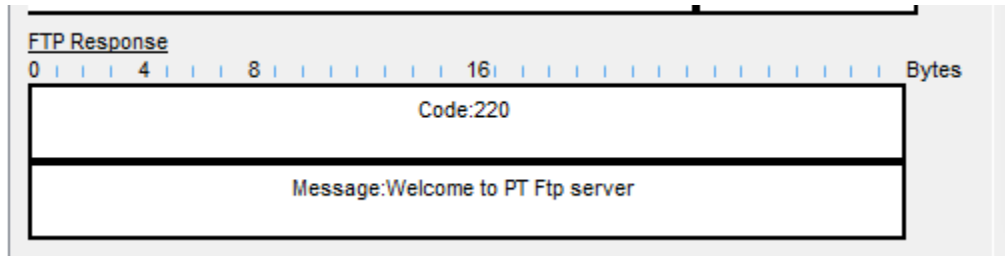 FTP Response
0 4 8 16 Bytes
Code:220
Message:Welcome to PT Ftp server